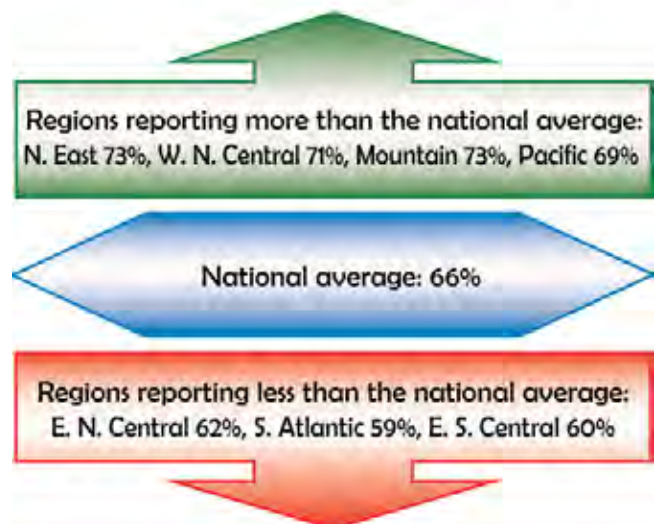 Regions reporting more than the national average:
N. East 73%, W. N. Central 71%, Mountain 73%, Pacific 69%
National average: 66%
Regions reporting less than the national average:
E. N. Central 62%, S. Atlantic 59%, E. S. Central 60%